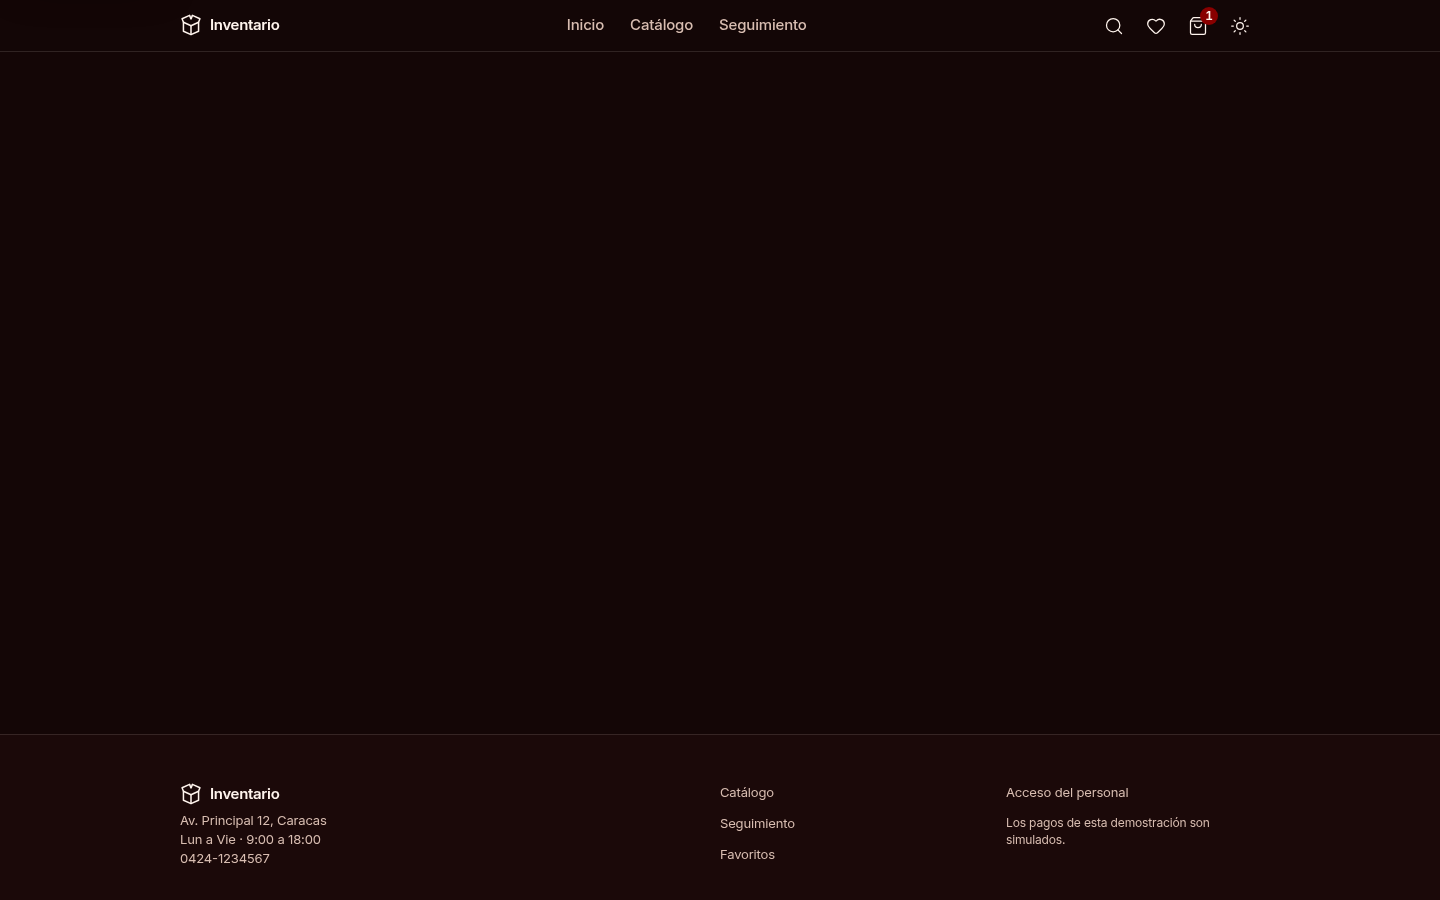 Inventario
Inicio
Catálogo
Seguimiento
1
Inventario
Av. Principal 12, Caracas
Lun a Vie · 9:00 a 18:00
0424-1234567
Catálogo
Seguimiento
Favoritos
Acceso del personal
Los pagos de esta demostración son
simulados.